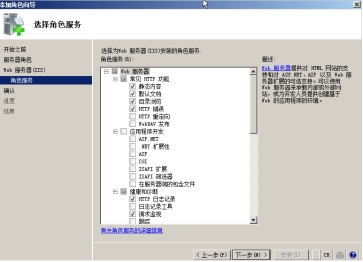 添加角色向导
选择角色服务
开始之前
服务器角色
Web 服务器(IIS)
角色服务
确认
进度
结果
选择为Web 服务器(IIS)安装的角色服务:
角色服务(R):
Web 服务器
常见 HTTP 功能
静态内容
默认文档
目录浏览
HTTP 错误
HTTP 重定向
WebDAV 发布
应用程序开发
ASP.NET
.NET 扩展性
ASP
CGI
ISAPI 扩展
ISAPI 筛选器
在服务器端的包含文件
健康和诊断
HTTP 日志记录
日志记录工具
请求监视
跟踪
描述:
Web 服务器提供对 HTML 网站的支持和对 ASP.NET、ASP 以及 Web 服务器扩展的可选支持。可以使用 Web 服务器来承载内部或外部网站，或为开发人员提供创建基于 Web 的应用程序的环境。
有关角色服务的详细信息
< 上一步(P)
下一步(N) >
安装(I)
CH